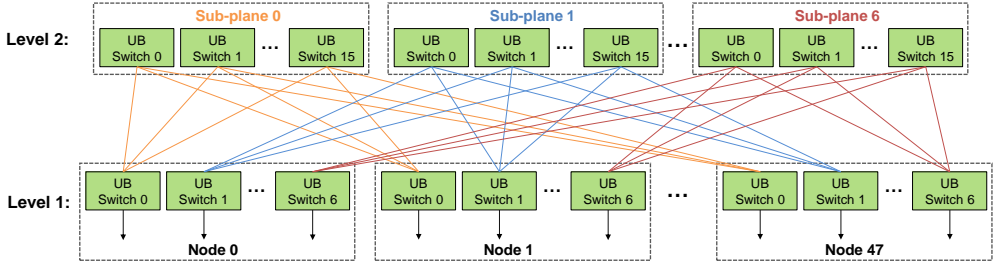 Sub-plane 0
Sub-plane 1
Sub-plane 6
Level 2:
UB
Switch 0
UB
Switch 1
...
UB
Switch 15
UB
Switch 0
UB
Switch 1
...
UB
Switch 15
...
UB
Switch 0
UB
Switch 1
...
UB
Switch 15
Level 1:
UB
Switch 0
UB
Switch 1
...
UB
Switch 6
UB
Switch 0
UB
Switch 1
...
UB
Switch 6
...
UB
Switch 0
UB
Switch 1
...
UB
Switch 6
Node 0
Node 1
Node 47